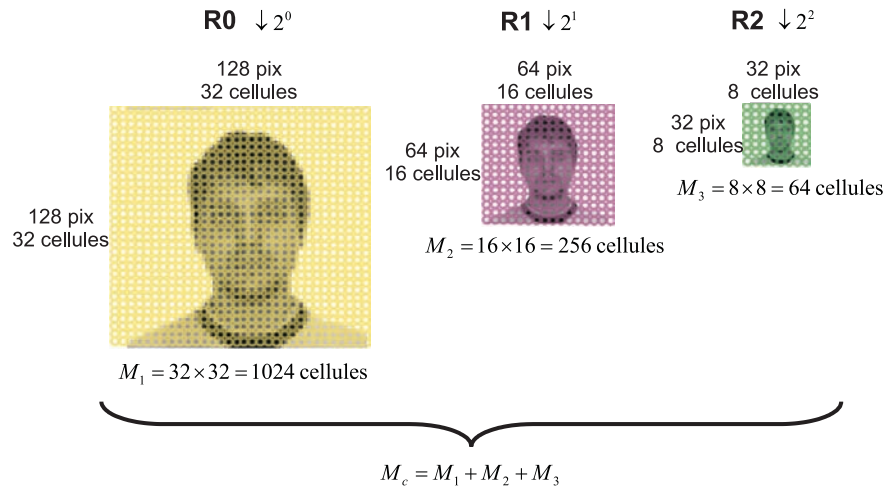 R0 ↓2⁰
R1 ↓2¹
R2 ↓2²
128 pix
32 cellules
64 pix
16 cellules
32 pix
8 cellules
128 pix
32 cellules
64 pix
16 cellules
32 pix
8 cellules
M₁ = 32×32 = 1024 cellules
M₂ = 16×16 = 256 cellules
M₃ = 8×8 = 64 cellules
M_c = M₁ + M₂ + M₃